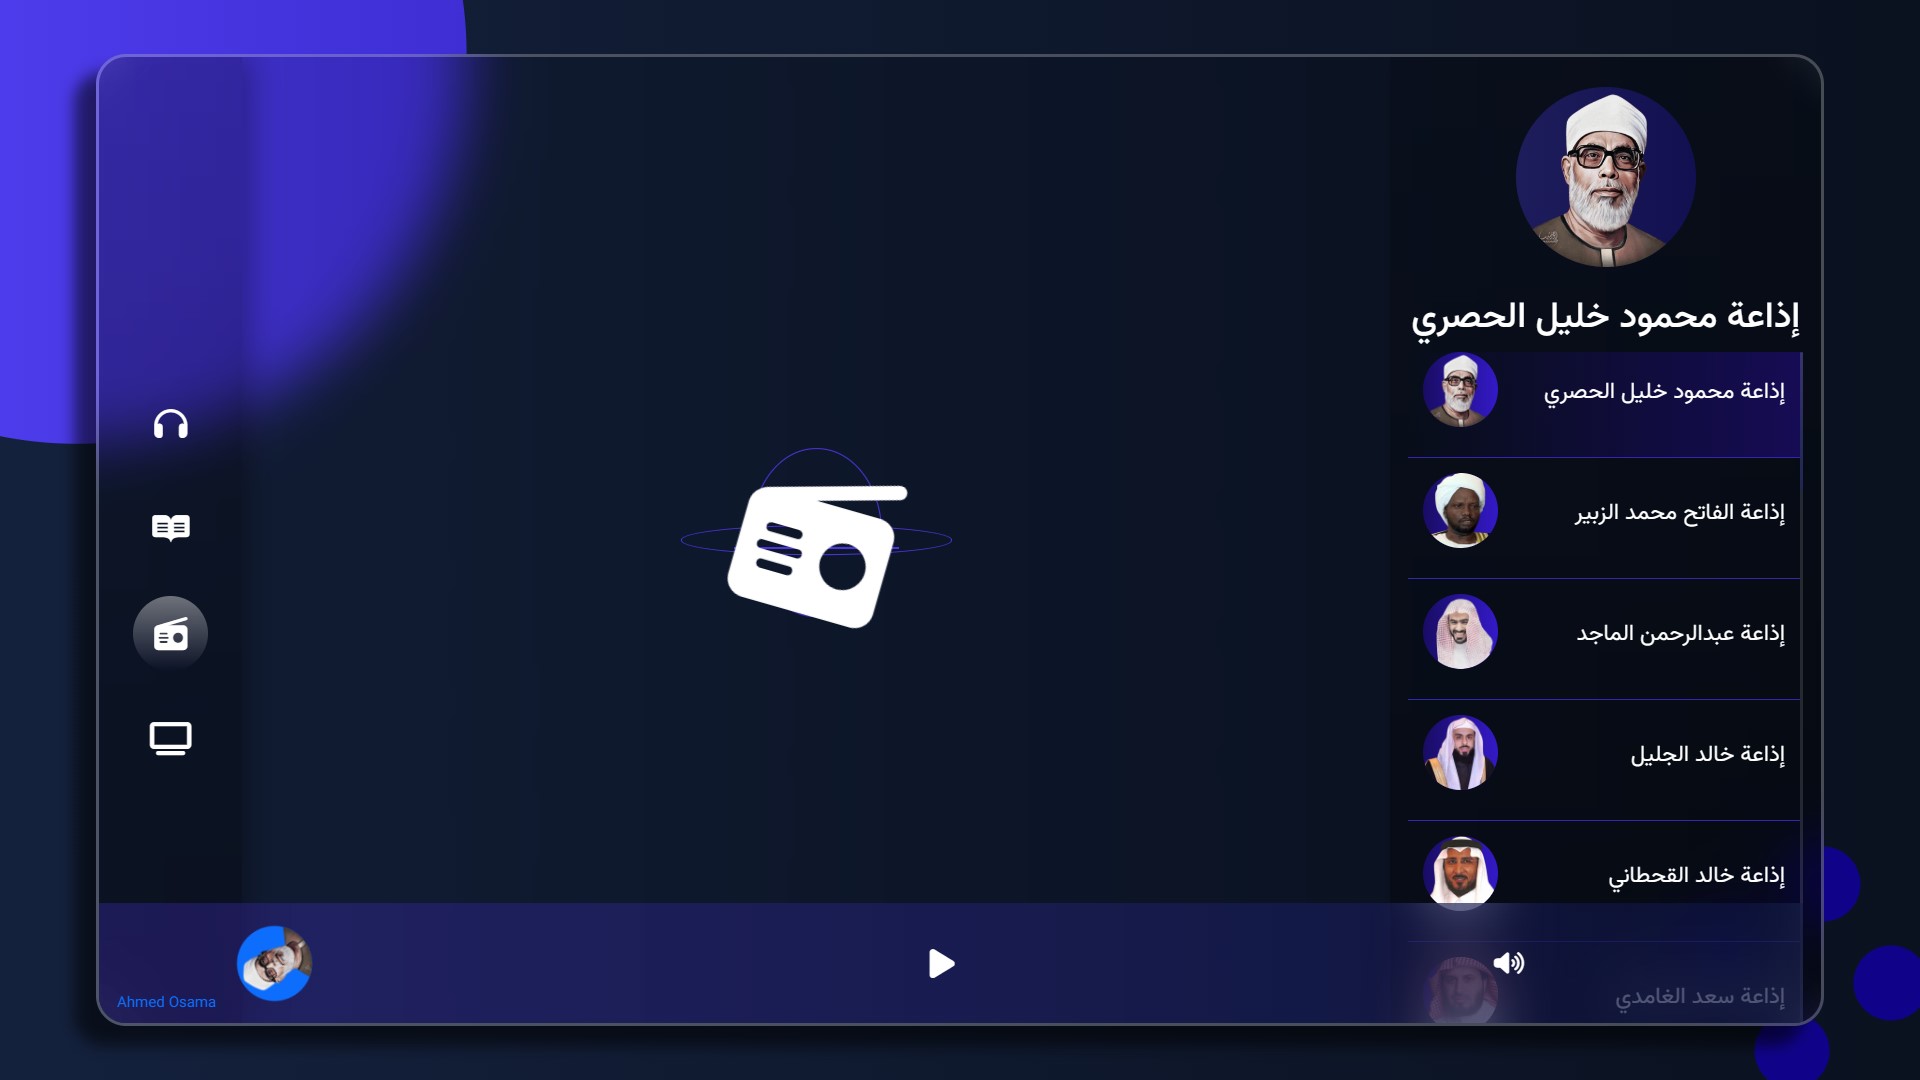 إذاعة محمود خليل الحصري
إذاعة محمود خليل الحصري
إذاعة الفاتح محمد الزبير
إذاعة عبدالرحمن الماجد
إذاعة خالد الجليل
إذاعة خالد القحطاني
إذاعة سعد الغامدي
Ahmed Osama